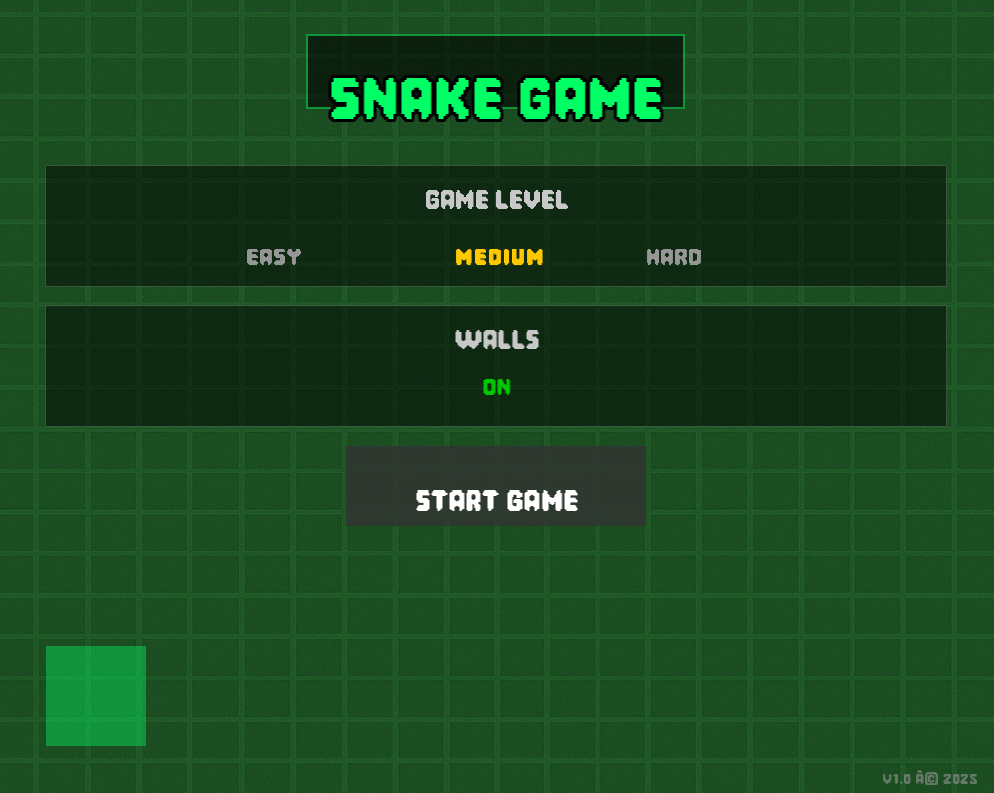 SNAKE GAME
GAME LEVEL
EASY MEDIUM HARD
WALLS
ON
START GAME
V1.0 Â© 2025